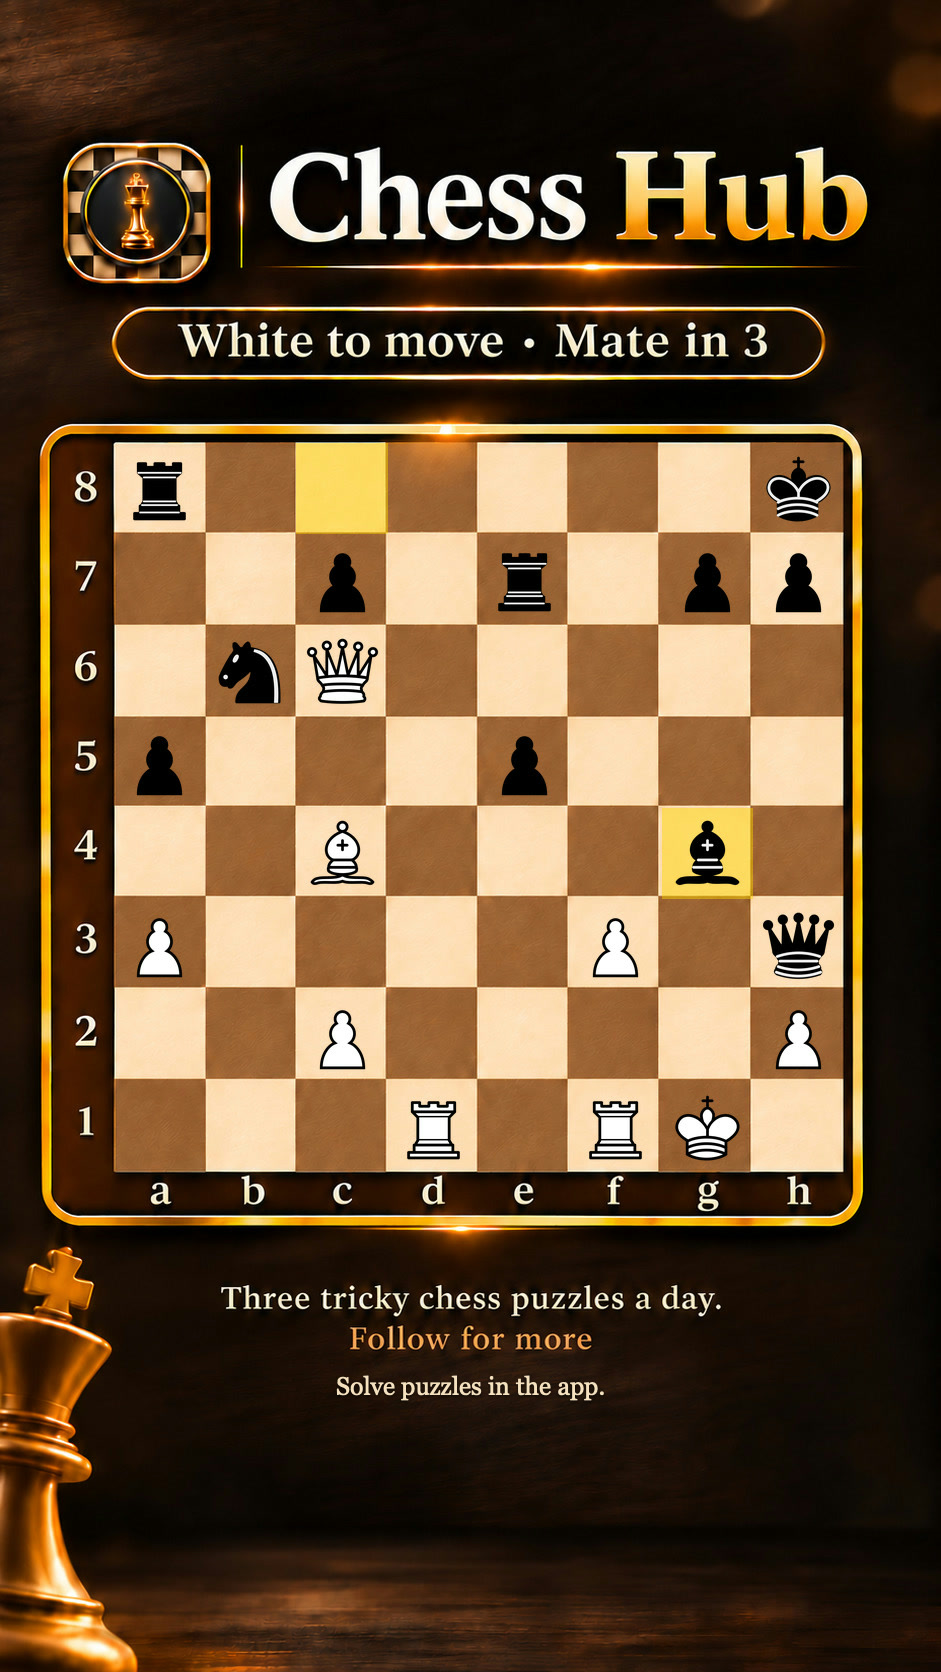 Chess Hub
White to move • Mate in 3
8
7
6
5
4
3
2
1
a b c d e f g h
Three tricky chess puzzles a day.
Follow for more
Solve puzzles in the app.